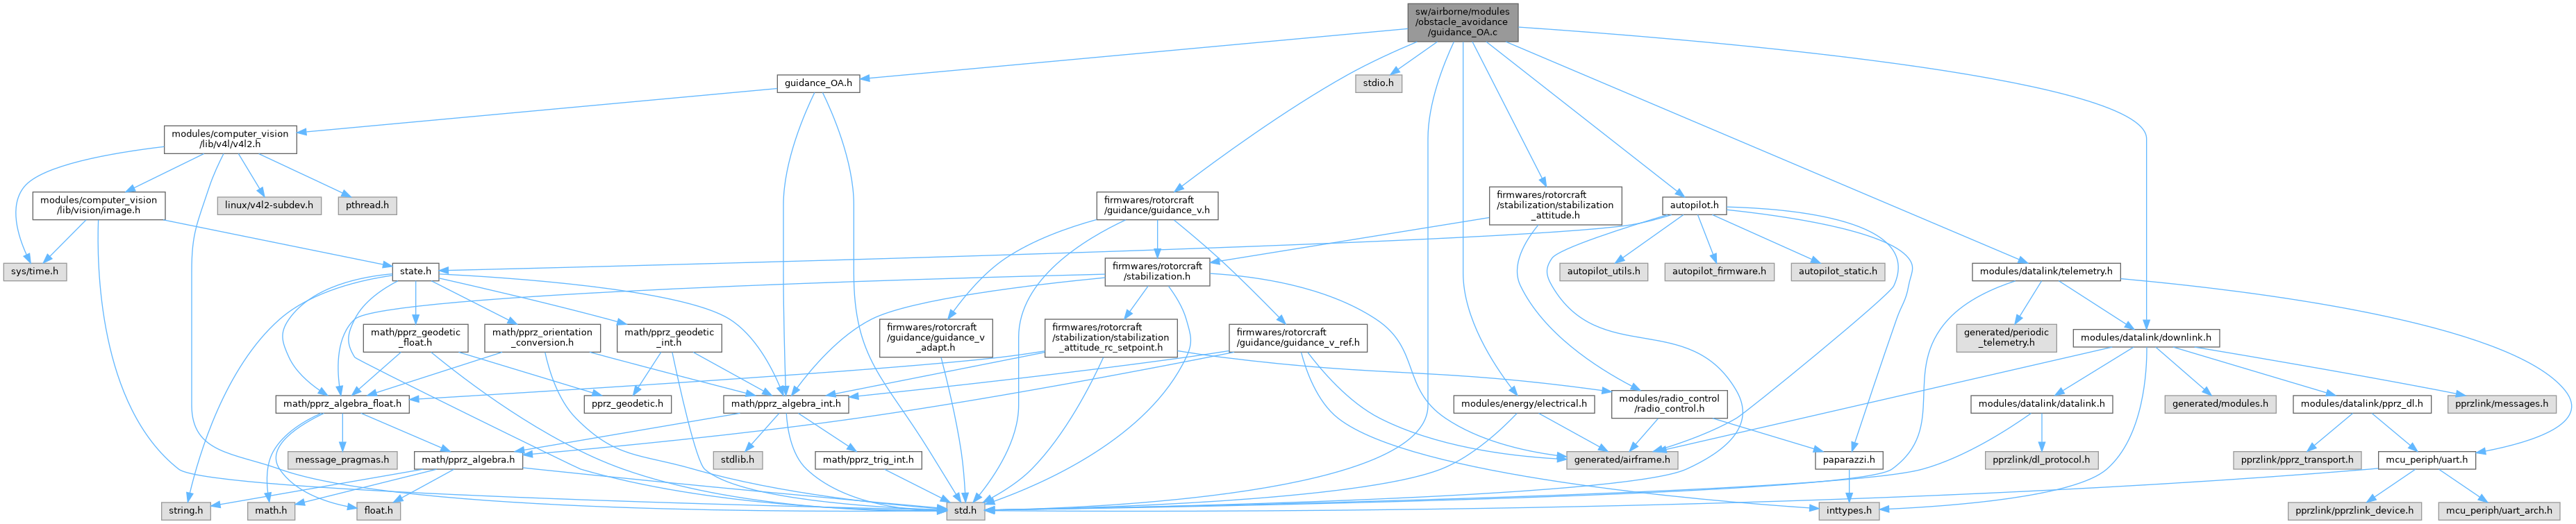 sw/airborne/modules
/obstacle_avoidance
/guidance_OA.c
guidance_OA.h
stdio.h
modules/computer_vision
/lib/v4l/v4l2.h
modules/computer_vision
/lib/vision/image.h
linux/v4l2-subdev.h
pthread.h
firmwares/rotorcraft
/guidance/guidance_v.h
firmwares/rotorcraft
/stabilization/stabilization
_attitude.h
autopilot.h
sys/time.h
state.h
firmwares/rotorcraft
/stabilization.h
autopilot_utils.h
autopilot_firmware.h
autopilot_static.h
modules/datalink/telemetry.h
math/pprz_geodetic
_float.h
math/pprz_orientation
_conversion.h
math/pprz_geodetic
_int.h
firmwares/rotorcraft
/guidance/guidance_v
_adapt.h
firmwares/rotorcraft
/stabilization/stabilization
_attitude_rc_setpoint.h
firmwares/rotorcraft
/guidance/guidance_v_ref.h
generated/periodic
_telemetry.h
modules/datalink/downlink.h
math/pprz_algebra_float.h
pprz_geodetic.h
math/pprz_algebra_int.h
modules/energy/electrical.h
modules/radio_control
/radio_control.h
modules/datalink/datalink.h
generated/modules.h
modules/datalink/pprz_dl.h
pprzlink/messages.h
message_pragmas.h
math/pprz_algebra.h
stdlib.h
math/pprz_trig_int.h
generated/airframe.h
paparazzi.h
pprzlink/dl_protocol.h
pprzlink/pprz_transport.h
mcu_periph/uart.h
string.h
math.h
float.h
std.h
inttypes.h
pprzlink/pprzlink_device.h
mcu_periph/uart_arch.h